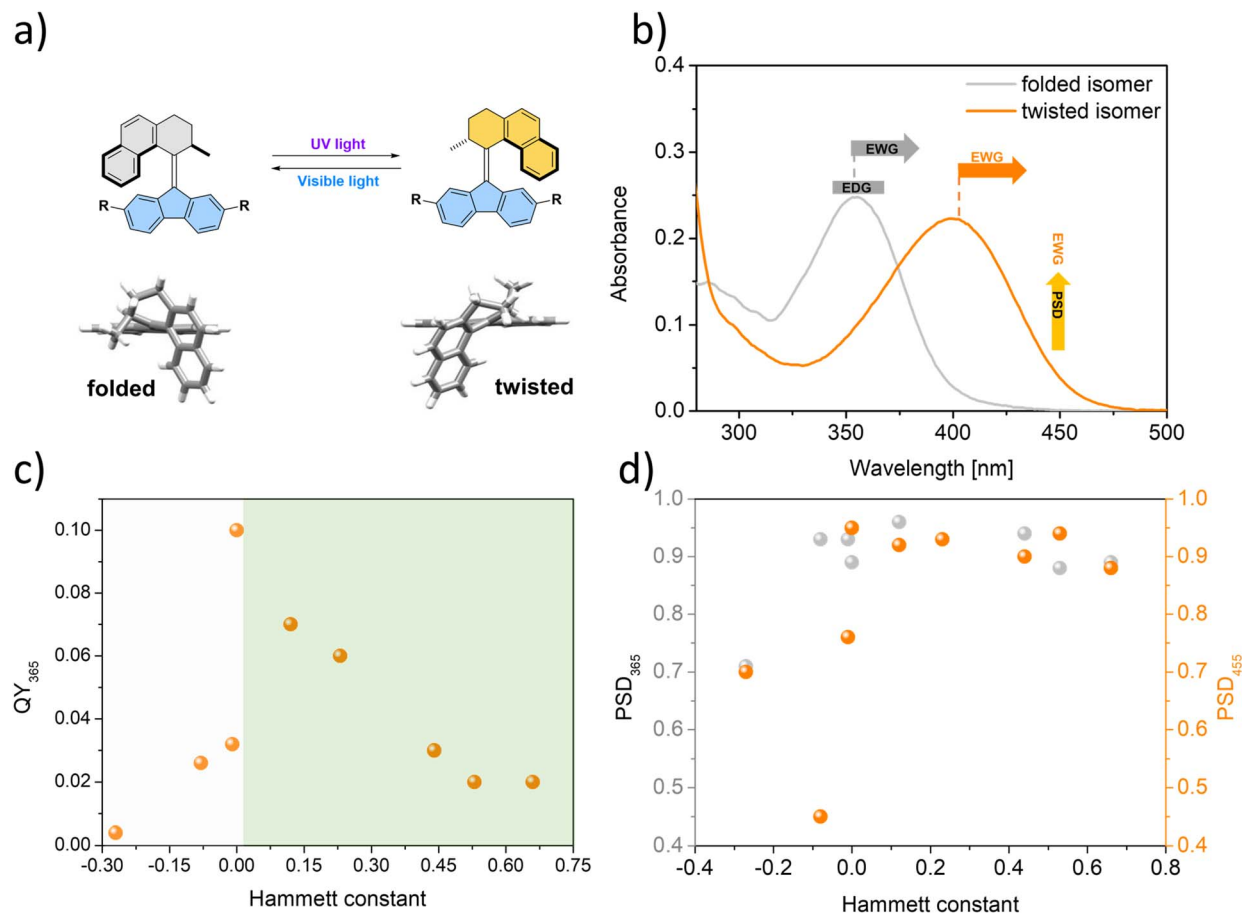 a)
UV light
Visible light
R
R
R
R
folded
twisted
b)
0.4
0.3
0.2
0.1
0.0
Absorbance
folded isomer
twisted isomer
EWG
EDG
EWG
EWG
PSD
300
350
400
450
500
Wavelength [nm]
c)
0.10
0.08
0.06
0.04
0.02
0.00
QY365
-0.30
-0.15
0.00
0.15
0.30
0.45
0.60
0.75
Hammett constant
d)
1.0
0.9
0.8
0.7
0.6
0.5
0.4
PSD365
1.0
0.9
0.8
0.7
0.6
0.5
0.4
PSD455
-0.4
-0.2
0.0
0.2
0.4
0.6
0.8
Hammett constant